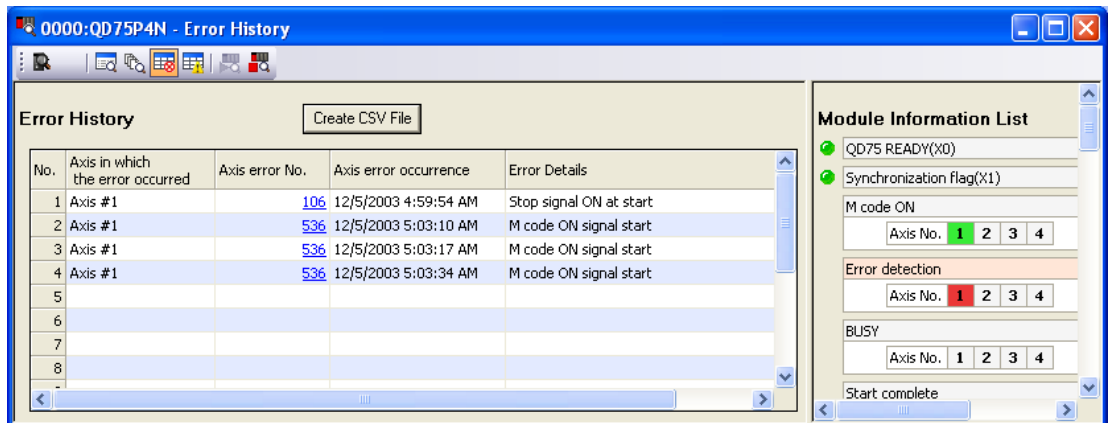 0000:QD75P4N - Error History
Error History
Create CSV File
No. Axis in which the error occurred Axis error No. Axis error occurrence Error Details
1 Axis #1 106 12/5/2003 4:59:54 AM Stop signal ON at start
2 Axis #1 536 12/5/2003 5:03:10 AM M code ON signal start
3 Axis #1 536 12/5/2003 5:03:17 AM M code ON signal start
4 Axis #1 536 12/5/2003 5:03:34 AM M code ON signal start
5
6
7
8
Module Information List
QD75 READY(X0)
Synchronization flag(X1)
M code ON
Axis No. 1 2 3 4
Error detection
Axis No. 1 2 3 4
BUSY
Axis No. 1 2 3 4
Start complete